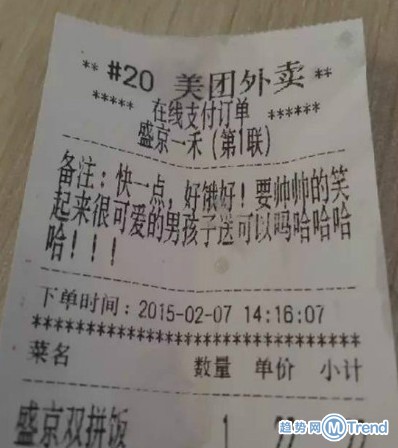 ** #20 美团外卖 **
***** 在线支付订单 ******
盛京一禾(第1联)
备注：快一点，好饿好！要帅帅的笑
起来很可爱的男孩子送可以吗哈哈哈
哈！！！
下单时间：2015-02-07 14:16:07
********************************
菜名 数量 单价 小计
盛京双拼饭 1
趋势网 M Trend